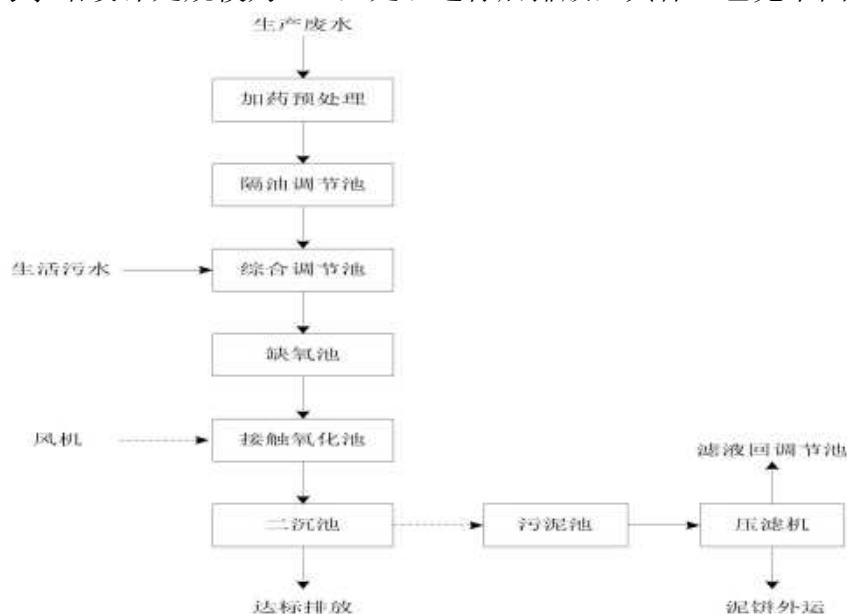 生产废水
加药预处理
隔油调节池
生活污水
综合调节池
缺氧池
风机
接触氧化池
滤液回调节池
二沉池
污泥池
压滤机
达标排放
泥饼外运